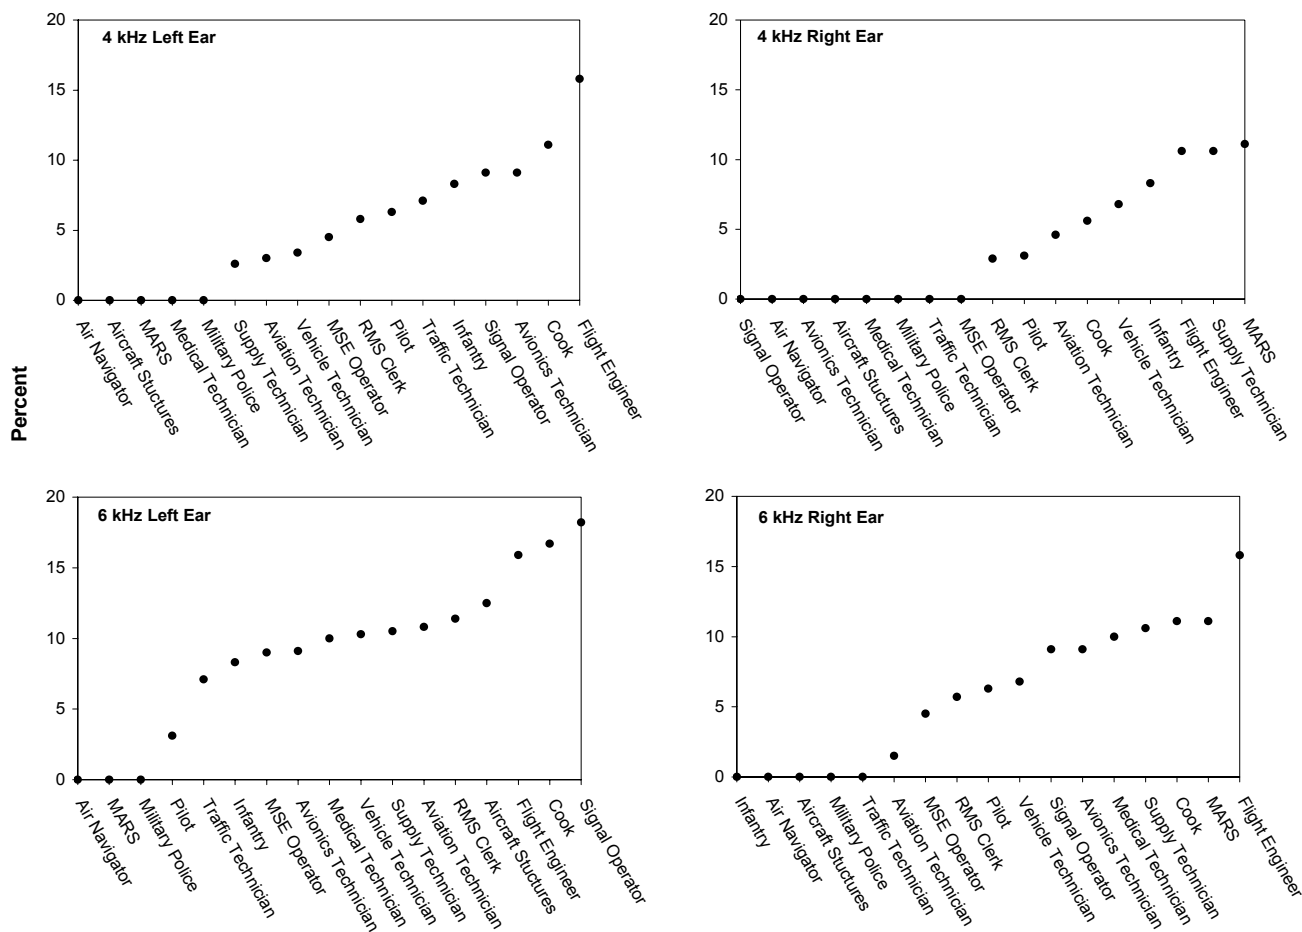 Percent
4 kHz Left Ear
20
15
10
5
0
Air Navigator
Aircraft Stuctures
MARS
Medical Technician
Military Police
Supply Technician
Aviation Technician
Vehicle Technician
MSE Operator
RMS Clerk
Pilot
Traffic Technician
Infantry
Signal Operator
Avionics Technician
Cook
Flight Engineer
4 kHz Right Ear
20
15
10
5
0
Signal Operator
Air Navigator
Avionics Technician
Aircraft Stuctures
Medical Technician
Military Police
Traffic Technician
MSE Operator
RMS Clerk
Pilot
Aviation Technician
Cook
Vehicle Technician
Infantry
Flight Engineer
Supply Technician
MARS
6 kHz Left Ear
20
15
10
5
0
Air Navigator
MARS
Military Police
Pilot
Traffic Technician
Infantry
MSE Operator
Avionics Technician
Medical Technician
Vehicle Technician
Supply Technician
Aviation Technician
RMS Clerk
Aircraft Stuctures
Flight Engineer
Cook
Signal Operator
6 kHz Right Ear
20
15
10
5
0
Infantry
Air Navigator
Aircraft Stuctures
Military Police
Traffic Technician
Aviation Technician
MSE Operator
RMS Clerk
Pilot
Vehicle Technician
Signal Operator
Avionics Technician
Medical Technician
Supply Technician
Cook
MARS
Flight Engineer